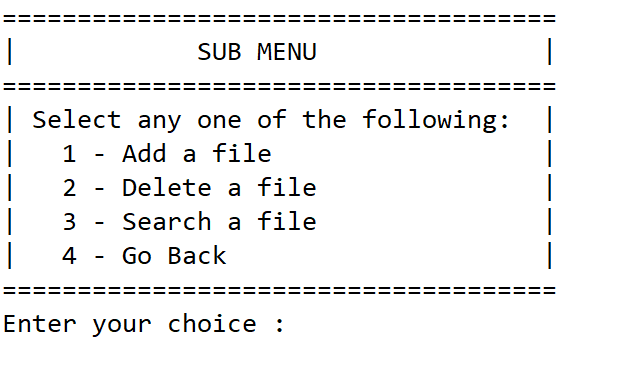 =====================================
|            SUB MENU               |
=====================================
| Select any one of the following:  |
|   1 - Add a file                  |
|   2 - Delete a file               |
|   3 - Search a file               |
|   4 - Go Back                     |
=====================================
Enter your choice :